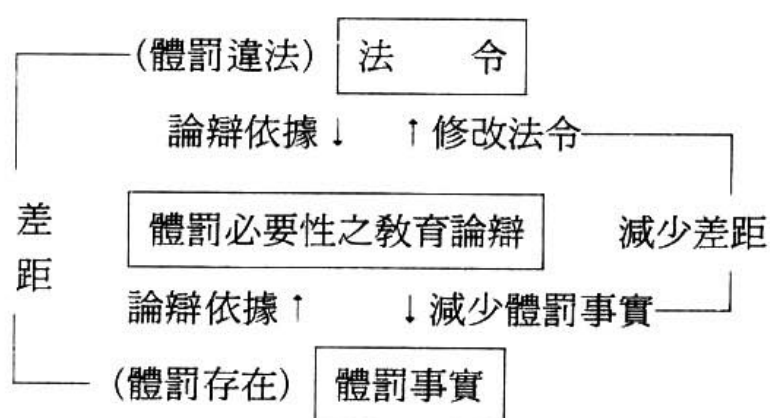 (體罰違法) 法 令
論辯依據↓ ↑修改法令
差距 體罰必要性之教育論辯 減少差距
論辯依據↑ ↓減少體罰事實
(體罰存在) 體罰事實